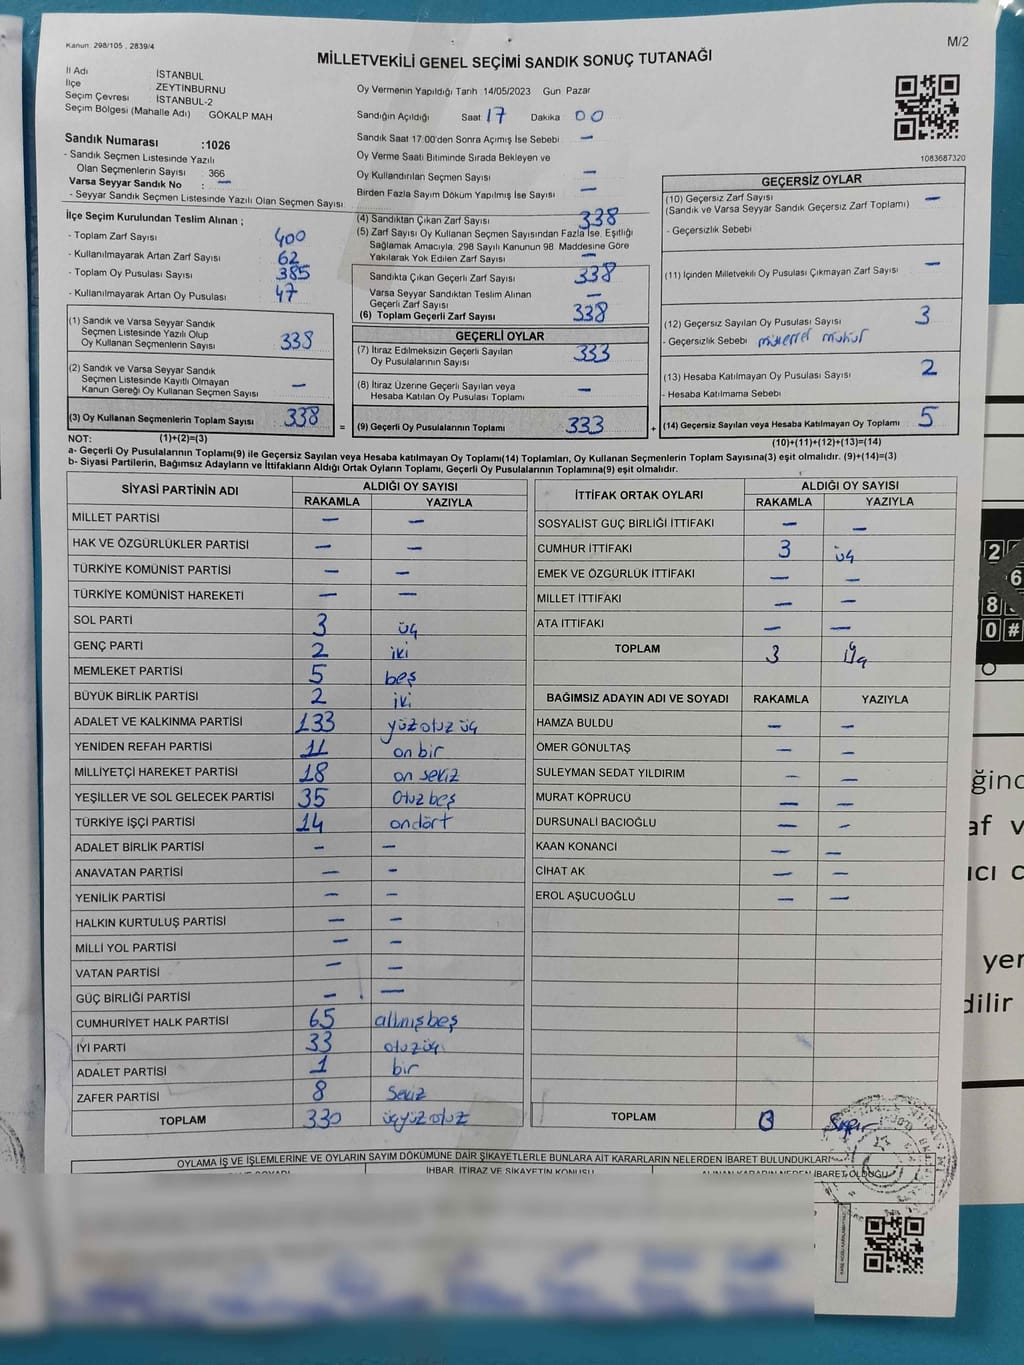 Kanun: 298/105 , 2839/4
M/2
MİLLETVEKİLİ GENEL SEÇİMİ SANDIK SONUÇ TUTANAĞI
İl Adı İSTANBUL
İlçe ZEYTİNBURNU
Seçim Çevresi İSTANBUL-2
Seçim Bölgesi (Mahalle Adı) GÖKALP MAH
Sandık Numarası :1026
- Sandık Seçmen Listesinde Yazılı
Olan Seçmenlerin Sayısı : 366
Varsa Seyyar Sandık No : –
- Seyyar Sandık Seçmen Listesinde Yazılı Olan Seçmen Sayısı
Oy Vermenin Yapıldığı Tarih 14/05/2023 Gün Pazar
Sandığın Açıldığı Saat 17 Dakika 00
Sandık Saat 17:00'den Sonra Açımış İse Sebebi –
Oy Verme Saati Bitiminde Sırada Bekleyen ve
Oy Kullandırılan Seçmen Sayısı –
Birden Fazla Sayım Döküm Yapılmış İse Sayısı –
1083687320
İlçe Seçim Kurulundan Teslim Alınan ;
- Toplam Zarf Sayısı 400
- Kullanılmayarak Artan Zarf Sayısı 62
- Toplam Oy Pusulası Sayısı 385
- Kullanılmayarak Artan Oy Pusulası 47
(1) Sandık ve Varsa Seyyar Sandık
Seçmen Listesinde Yazılı Olup
Oy Kullanan Seçmenlerin Sayısı 338
(2) Sandık ve Varsa Seyyar Sandık
Seçmen Listesinde Kayıtlı Olmayan
Kanun Gereği Oy Kullanan Seçmen Sayısı –
(3) Oy Kullanan Seçmenlerin Toplam Sayısı 338
(4) Sandıktan Çıkan Zarf Sayısı 338
(5) Zarf Sayısı Oy Kullanan Seçmen Sayısından Fazla İse, Eşitliği
Sağlamak Amacıyla, 298 Sayılı Kanunun 98. Maddesine Göre
Yakılarak Yok Edilen Zarf Sayısı –
Sandıkta Çıkan Geçerli Zarf Sayısı 338
Varsa Seyyar Sandıktan Teslim Alınan
Geçerli Zarf Sayısı –
(6) Toplam Geçerli Zarf Sayısı 338
GEÇERLİ OYLAR
(7) İtiraz Edilmeksizin Geçerli Sayılan
Oy Pusulalarının Sayısı 333
(8) İtiraz Üzerine Geçerli Sayılan veya
Hesaba Katılan Oy Pusulası Toplamı –
= (9) Geçerli Oy Pusulalarının Toplamı 333
GEÇERSİZ OYLAR
(10) Geçersiz Zarf Sayısı –
(Sandık ve Varsa Seyyar Sandık Geçersiz Zarf Toplamı)
- Geçersizlik Sebebi
(11) İçinden Milletvekili Oy Pusulası Çıkmayan Zarf Sayısı –
(12) Geçersiz Sayılan Oy Pusulası Sayısı 3
- Geçersizlik Sebebi mükerrer mühür
(13) Hesaba Katılmayan Oy Pusulası Sayısı 2
- Hesaba Katılmama Sebebi
+ (14) Geçersiz Sayılan veya Hesaba Katılmayan Oy Toplamı 5
NOT: (1)+(2)=(3)
(10)+(11)+(12)+(13)=(14)
a- Geçerli Oy Pusulalarının Toplamı(9) ile Geçersiz Sayılan veya Hesaba katılmayan Oy Toplamı(14) Toplamları, Oy Kullanan Seçmenlerin Toplam Sayısına(3) eşit olmalıdır. (9)+(14)=(3)
b- Siyasi Partilerin, Bağımsız Adayların ve İttifakların Aldığı Ortak Oyların Toplamı, Geçerli Oy Pusulalarının Toplamına(9) eşit olmalıdır.
SİYASİ PARTİNİN ADI ALDIĞI OY SAYISI
RAKAMLA YAZIYLA
MİLLET PARTİSİ – –
HAK VE ÖZGÜRLÜKLER PARTİSİ – –
TÜRKİYE KOMÜNİST PARTİSİ – –
TÜRKİYE KOMÜNİST HAREKETİ – –
SOL PARTİ 3 üç
GENÇ PARTİ 2 iki
MEMLEKET PARTİSİ 5 beş
BÜYÜK BİRLİK PARTİSİ 2 iki
ADALET VE KALKINMA PARTİSİ 133 yüz otuz üç
YENİDEN REFAH PARTİSİ 11 on bir
MİLLİYETÇİ HAREKET PARTİSİ 18 on sekiz
YEŞİLLER VE SOL GELECEK PARTİSİ 35 Otuz beş
TÜRKİYE İŞÇİ PARTİSİ 14 ondört
ADALET BİRLİK PARTİSİ – –
ANAVATAN PARTİSİ – –
YENİLİK PARTİSİ – –
HALKIN KURTULUŞ PARTİSİ – –
MİLLİ YOL PARTİSİ – –
VATAN PARTİSİ – –
GÜÇ BİRLİĞİ PARTİSİ – –
CUMHURİYET HALK PARTİSİ 65 altmışbeş
İYİ PARTİ 33 otuzüç
ADALET PARTİSİ 1 bir
ZAFER PARTİSİ 8 Sekiz
TOPLAM 330 üçyüz otuz
İTTİFAK ORTAK OYLARI ALDIĞI OY SAYISI
RAKAMLA YAZIYLA
SOSYALİST GÜÇ BİRLİĞİ İTTİFAKI – –
CUMHUR İTTİFAKI 3 üç
EMEK VE ÖZGÜRLÜK İTTİFAKI – –
MİLLET İTTİFAKI – –
ATA İTTİFAKI – –
TOPLAM 3 üç
BAĞIMSIZ ADAYIN ADI VE SOYADI RAKAMLA YAZIYLA
HAMZA BULDU – –
ÖMER GÖNÜLTAŞ – –
SÜLEYMAN SEDAT YILDIRIM – –
MURAT KÖPRÜCÜ – –
DURSUNALİ BACIOĞLU – –
KAAN KONANCİ – –
CİHAT AK – –
EROL AŞUCUOĞLU – –
TOPLAM 0 Sıfır
OYLAMA İŞ VE İŞLEMLERİNE VE OYLARIN SAYIM DÖKÜMÜNE DAİR ŞİKAYETLERLE BUNLARA AİT KARARLARIN NELERDEN İBARET BULUNDUKLARI
İHBAR, İTİRAZ VE ŞİKAYETİN KONUSU